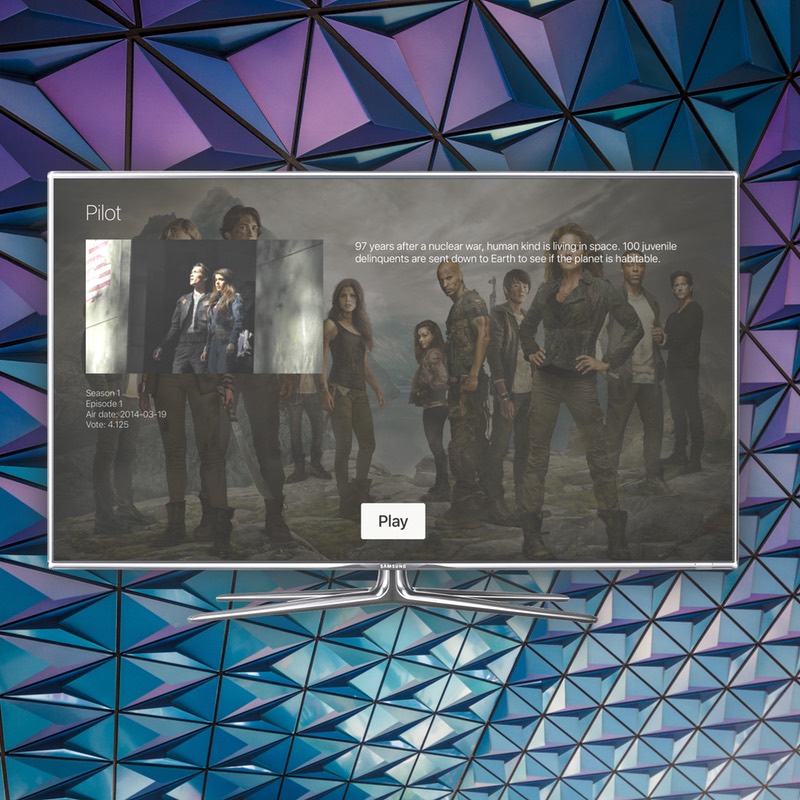 Pilot
97 years after a nuclear war, human kind is living in space. 100 juvenile
delinquents are sent down to Earth to see if the planet is habitable.
Season 1
Episode 1
Air date: 2014-03-19
Vote: 4.125
Play
SAMSUNG